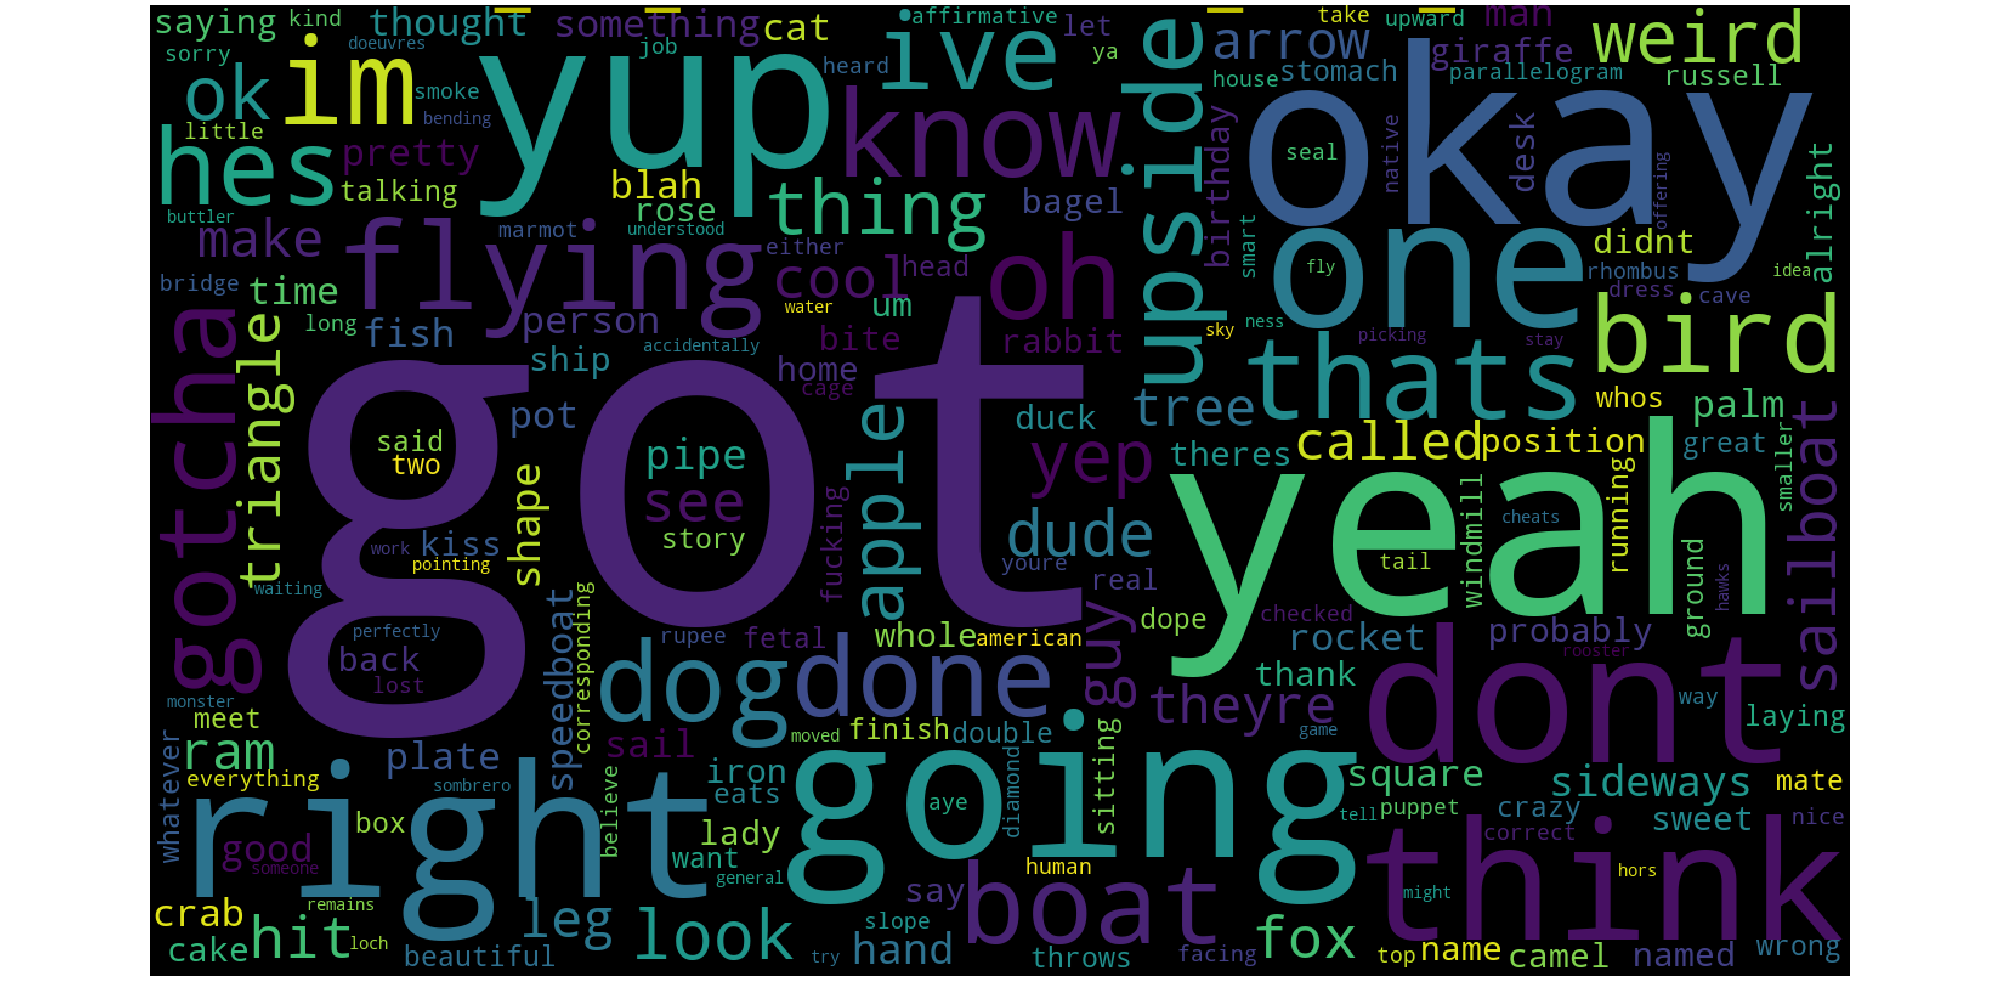 saying
kind
thought
something
cat
affirmative
let
take
upward
man
sorry
doeuvres
job
heard
ive
ya
arrow
giraffe
weird
ok
im
yup
smoke
bending
know
upside
house
stomach
parallelogram
russell
little
hes
pretty
talking
blah
rose
thing
bagel
birthday
seal
okay
native
desk
offering
alright
buttler
make
flying
marmot
understood
either
cool
head
oh
smart
one
fly
didnt
rhombus
idea
bridge
time
person
water
um
dress
cave
gotcha
triangle
long
fish
ship
accidentally
bite
rabbit
sky
ness
thats
picking
stay
bird
home
cage
got
pot
said
two
pipe
see
story
apple
duck
yep
tree
theres
called
position
whos
palm
great
sailboat
smaller
yeah
shape
kiss
work
pointing
fucking
dude
youre
real
cheats
tail
windmill
running
ground
hawks
waiting
perfectly
back
lost
speedboat
corresponding
rupee
fetal
whole
american
guy
dope
checked
rocket
probably
rooster
dont
monster
meet
dog
done
theyre
thank
way
laying
whatever
ram
plate
sail
moved
finish
double
sitting
game
everything
sombrero
iron
eats
going
aye
diamond
square
sideways
mate
right
box
believe
lady
tell
puppet
crazy
sweet
nice
good
someone
want
general
human
correct
think
hors
crab
remains
leg
say
boat
might
cake
hit
loch
beautiful
look
try
slope
hand
throws
facing
fox
top
name
camel
named
wrong